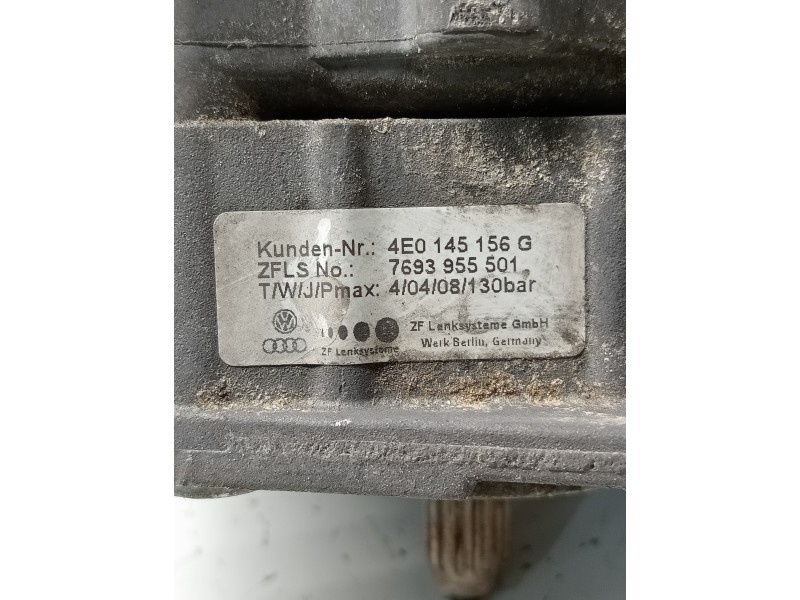 Kunden-Nr.: 4E0 145 156 G
ZFLS No.: 7693 955 501
T/W/J/Pmax: 4/04/08/130bar
ZF Lenksysteme GmbH
ZF Lenksysteme Werk Berlin, Germany